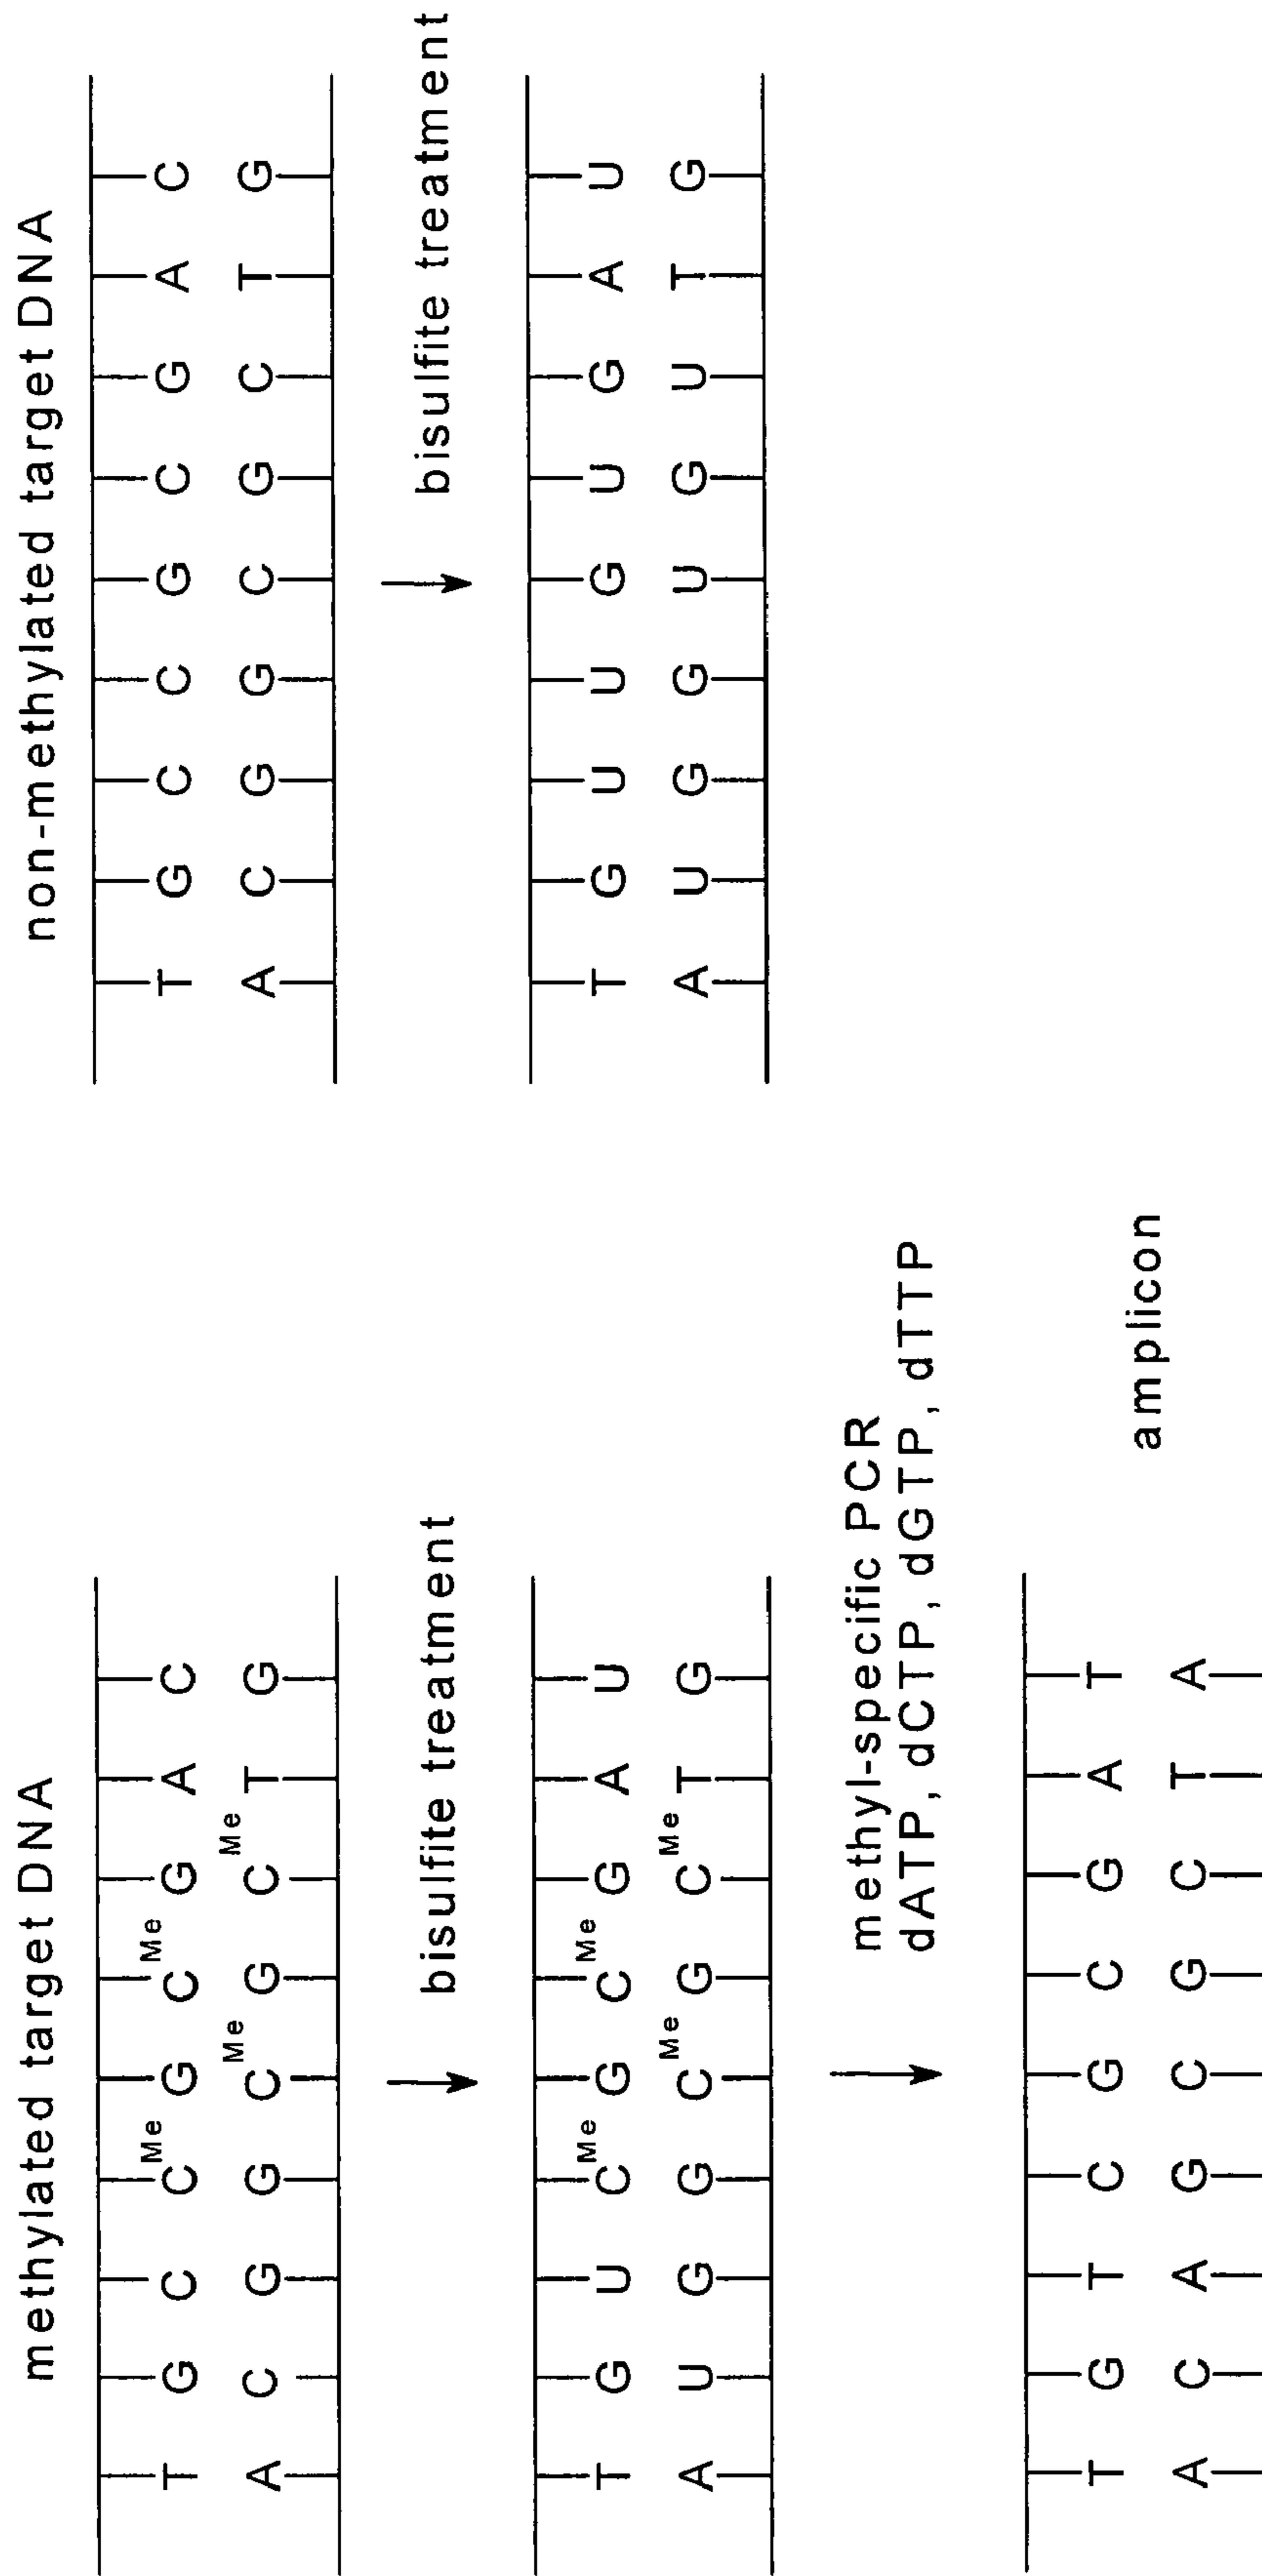 methylated target DNA
T G C C Me G C Me G A C
A C G G C Me G C Me T G
bisulfite treatment
T G U C Me G C Me G A U
A U G G C Me G C Me T G
methyl-specific PCR
dATP, dCTP, dGTP, dTTP
T G T C G C G A T
A C A G C G C T A
amplicon
non-methylated target DNA
T G C C G C G A C
A C G G C G C T G
bisulfite treatment
T G U U G U G A U
A U G G U G U T G